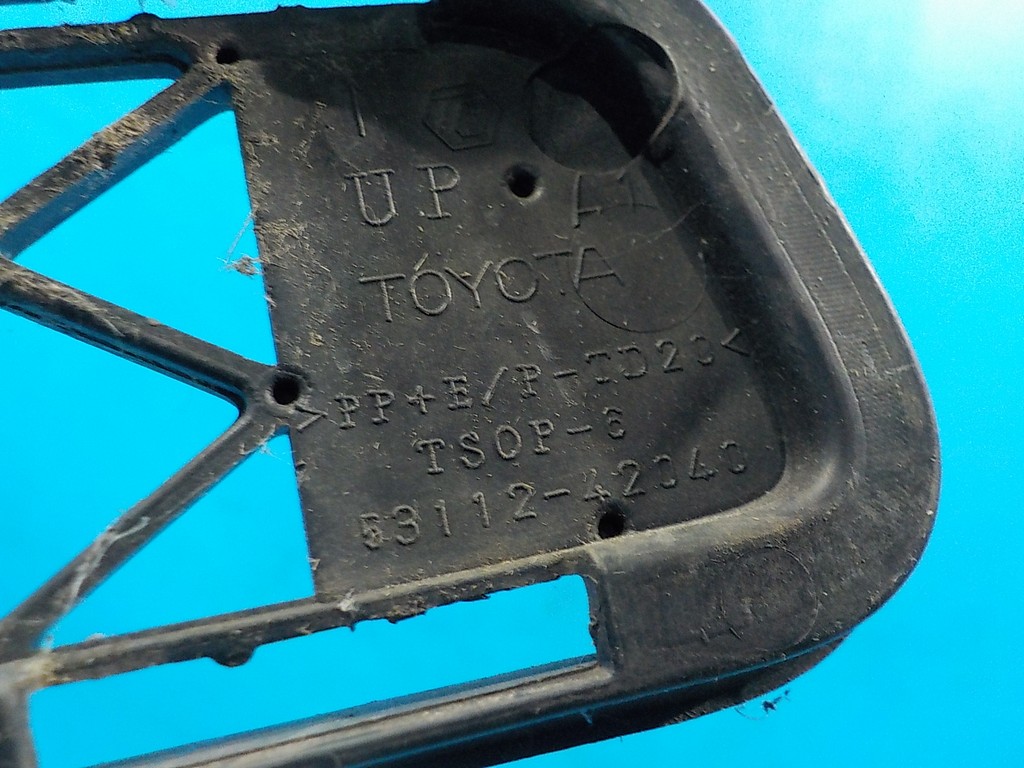 UP
TOYOTA
>PP+E/P-TD20<
TSOP-6
53112-42040